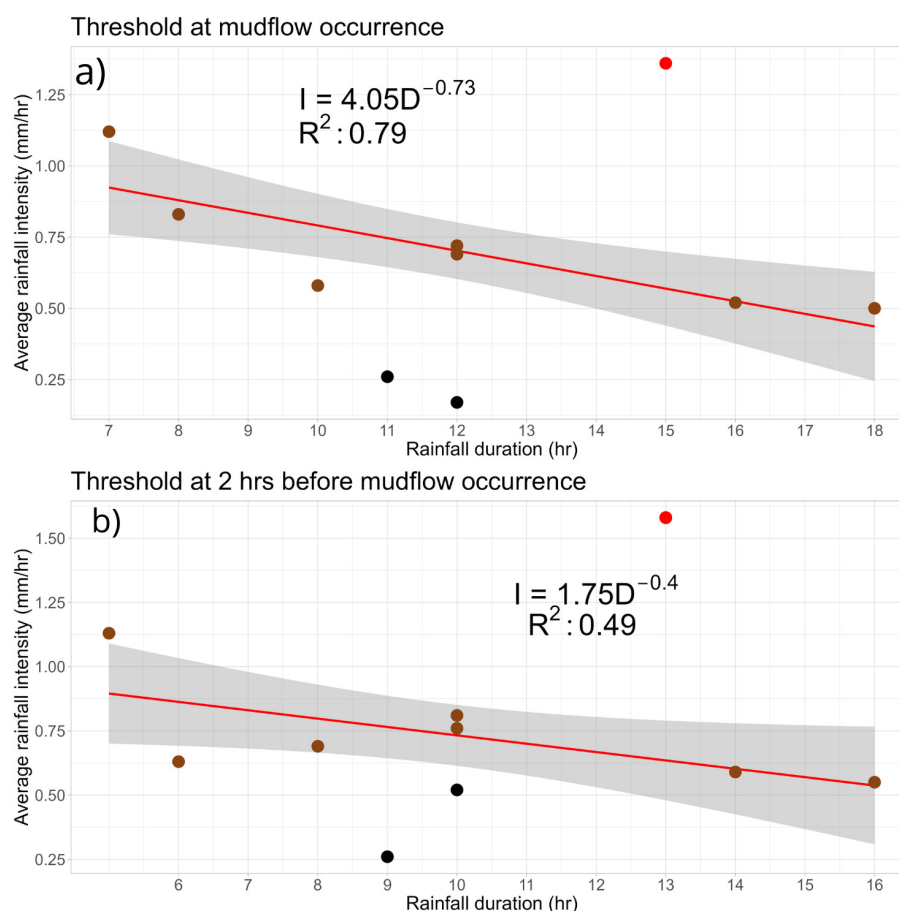 Threshold at mudflow occurrence
a)
I = 4.05D^−0.73
R²: 0.79
Average rainfall intensity (mm/hr)
1.25
1.00
0.75
0.50
0.25
7 8 9 10 11 12 13 14 15 16 17 18
Rainfall duration (hr)
Threshold at 2 hrs before mudflow occurrence
b)
I = 1.75D^−0.4
R²: 0.49
Average rainfall intensity (mm/hr)
1.50
1.25
1.00
0.75
0.50
0.25
6 7 8 9 10 11 12 13 14 15 16
Rainfall duration (hr)